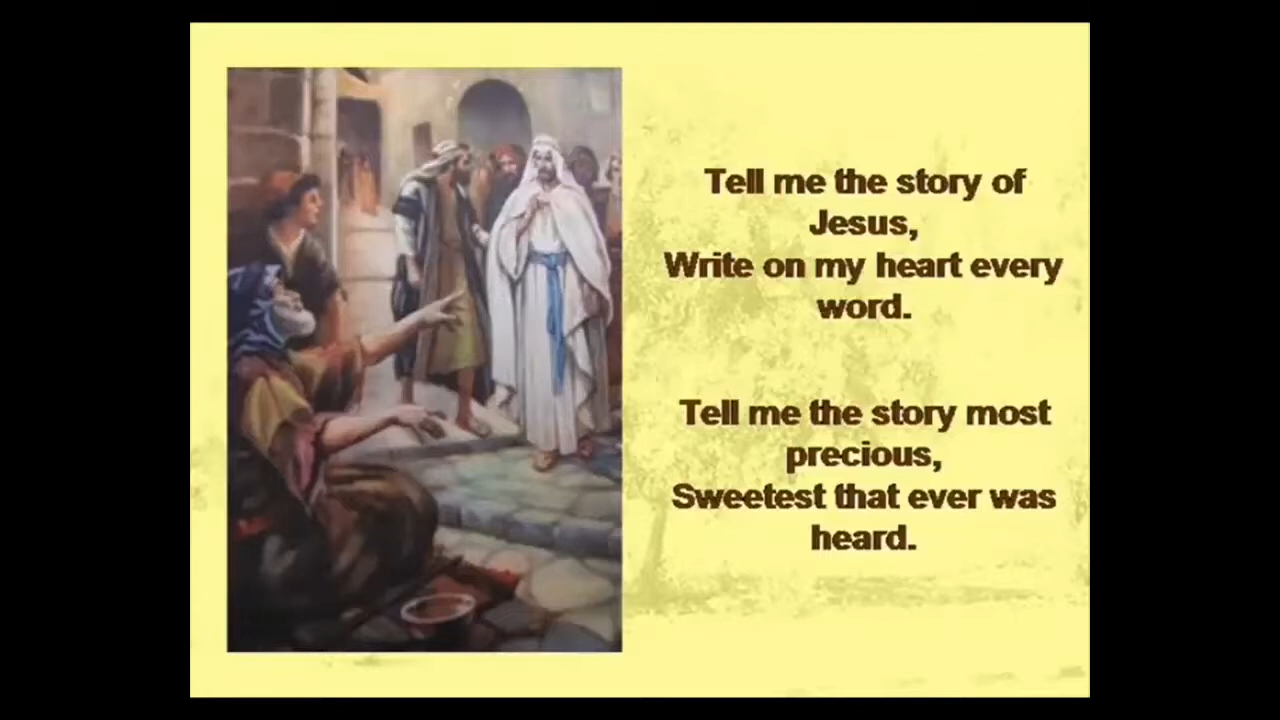 Tell me the story of
Jesus,
Write on my heart every
word.
Tell me the story most
precious,
Sweetest that ever was
heard.